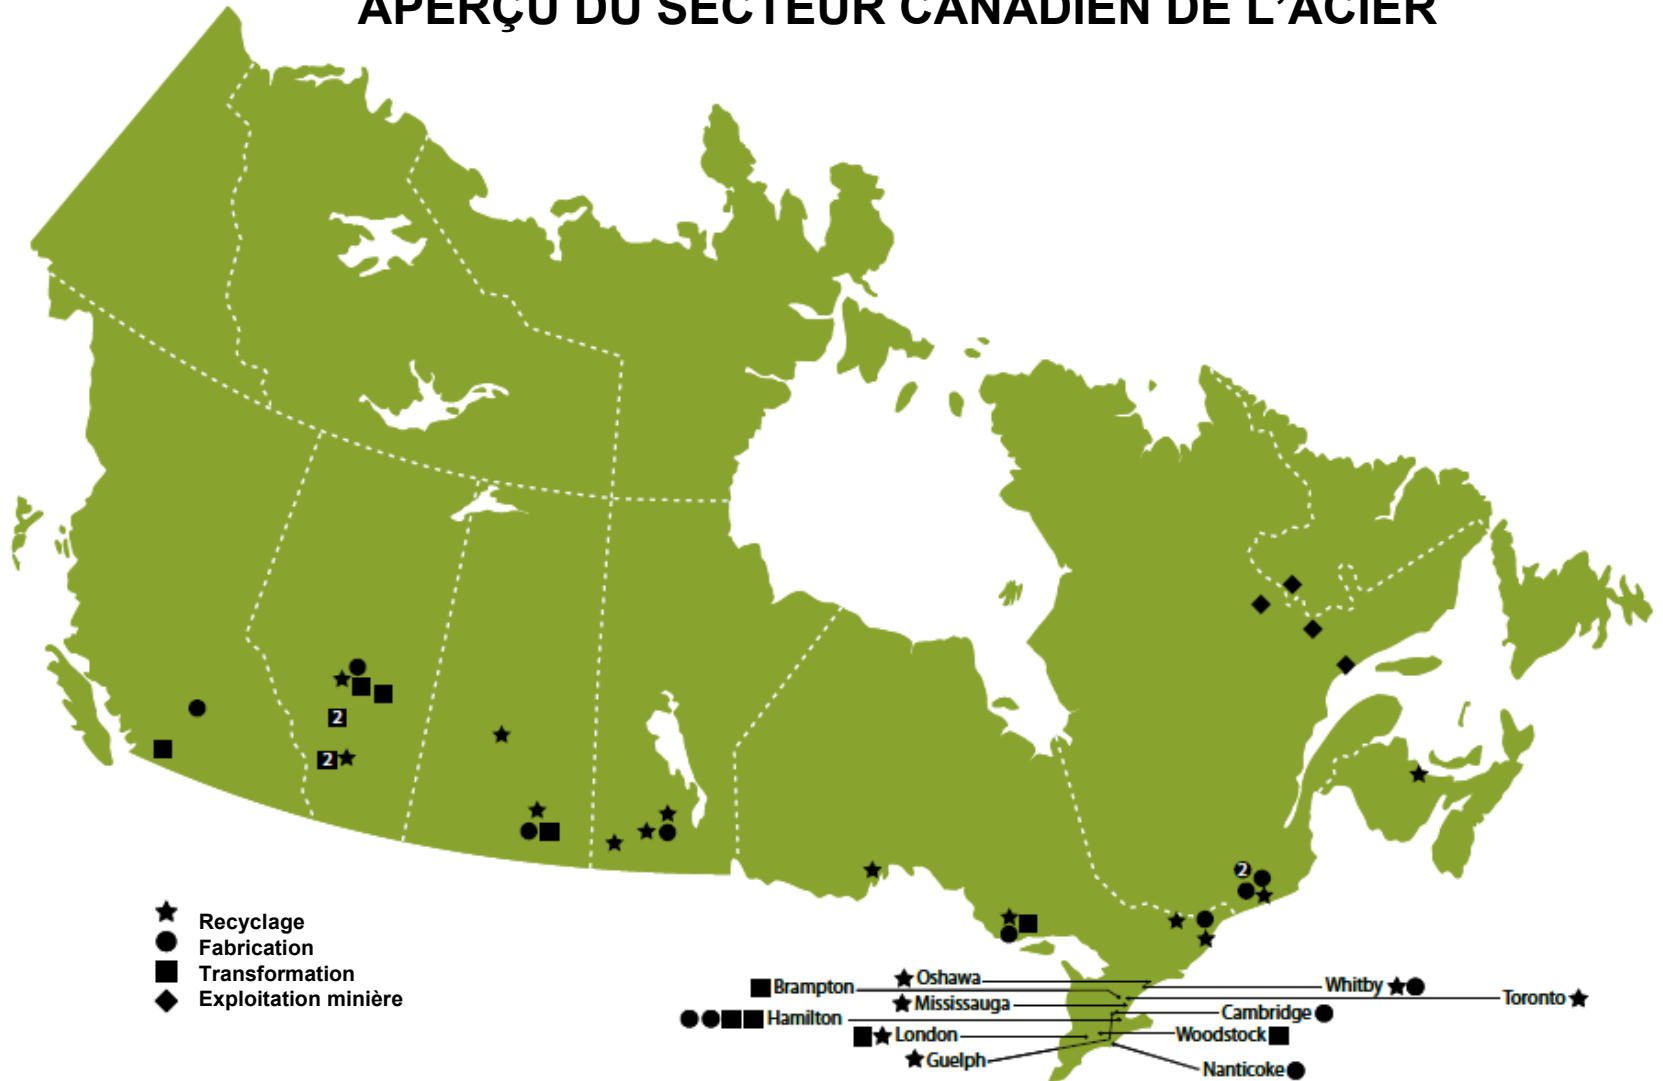 APERÇU DU SECTEUR CANADIEN DE L’ACIER
2
2
2
Recyclage
Fabrication
Transformation
Exploitation minière
Oshawa
Brampton
Whitby
Toronto
Mississauga
Hamilton
Cambridge
London
Woodstock
Guelph
Nanticoke